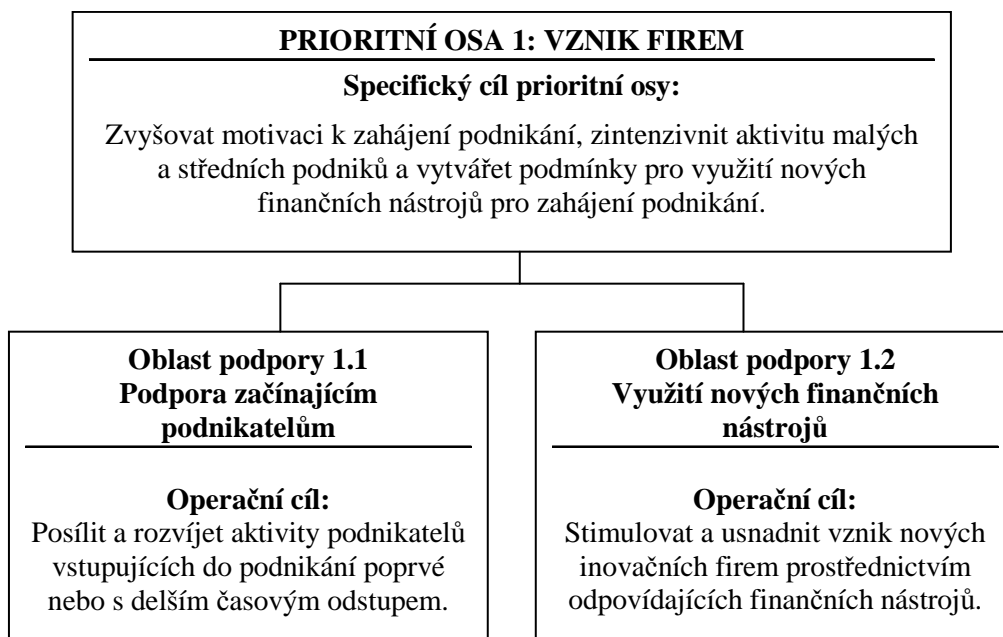 PRIORITNÍ OSA 1: VZNIK FIREM
Specifický cíl prioritní osy:
Zvyšovat motivaci k zahájení podnikání, zintenzivnit aktivitu malých
a středních podniků a vytvářet podmínky pro využití nových
finančních nástrojů pro zahájení podnikání.
Oblast podpory 1.1
Podpora začínajícím
podnikatelům
Operační cíl:
Posílit a rozvíjet aktivity podnikatelů
vstupujících do podnikání poprvé
nebo s delším časovým odstupem.
Oblast podpory 1.2
Využití nových finančních
nástrojů
Operační cíl:
Stimulovat a usnadnit vznik nových
inovačních firem prostřednictvím
odpovídajících finančních nástrojů.